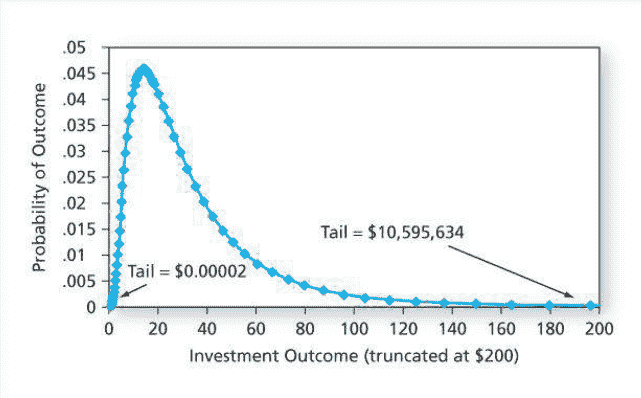 .05
.045
.04
.035
.03
.025
.02
.015
.01
.005
0
Probability of Outcome
Tail = $10,595,634
Tail = $0.00002
0 20 40 60 80 100 120 140 160 180 200
Investment Outcome (truncated at $200)